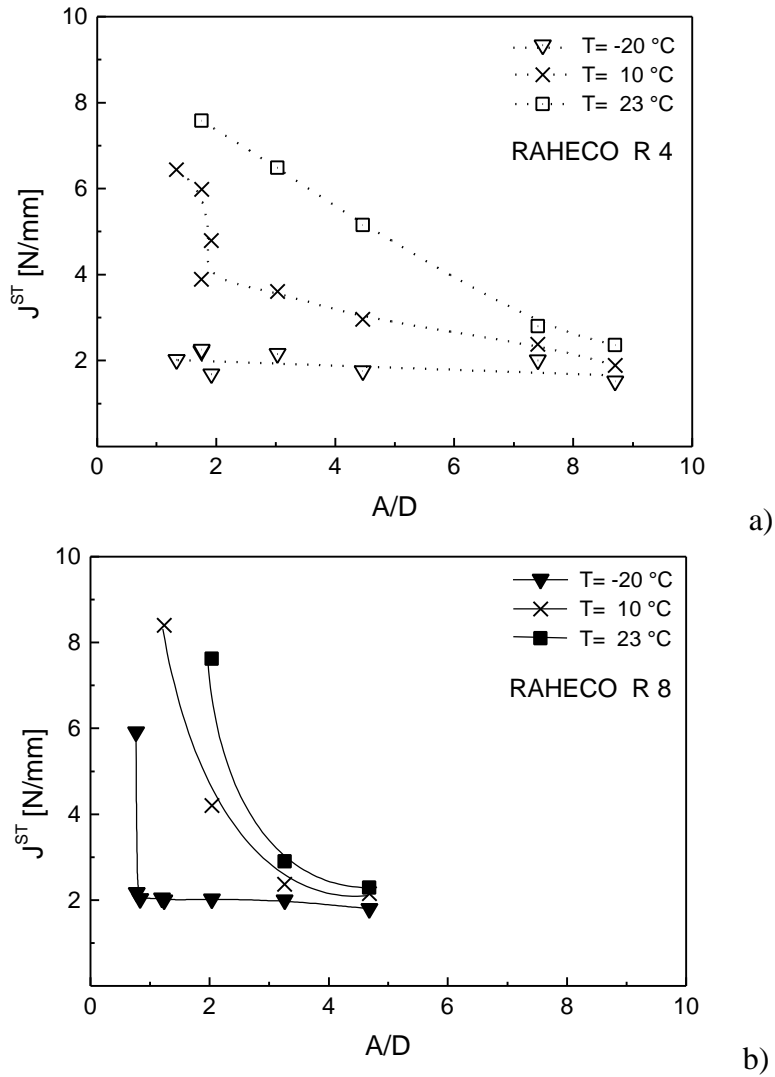 10
8
6
4
2
J^ST [N/mm]
0 2 4 6 8 10
A/D
T= -20 °C
T= 10 °C
T= 23 °C
RAHECO R 4
a)
10
8
6
4
2
J^ST [N/mm]
0 2 4 6 8 10
A/D
T= -20 °C
T= 10 °C
T= 23 °C
RAHECO R 8
b)